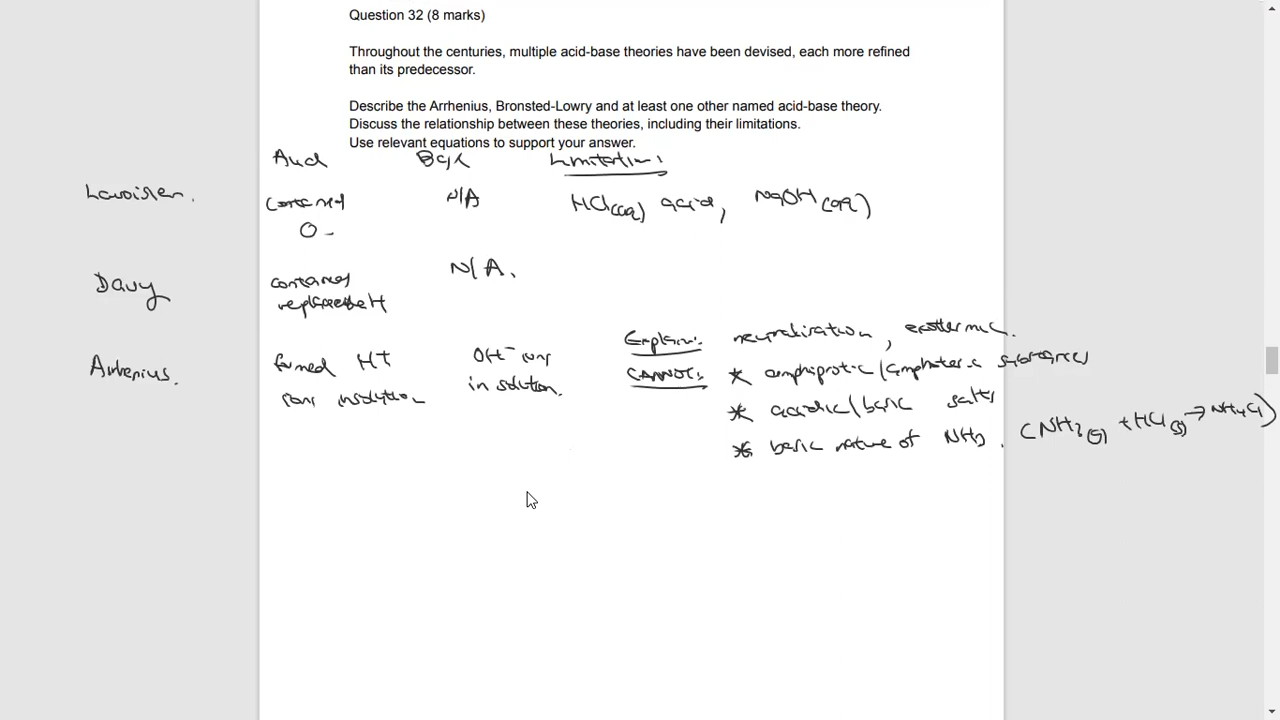 Question 32 (8 marks)
Throughout the centuries, multiple acid-base theories have been devised, each more refined
than its predecessor.
Describe the Arrhenius, Bronsted-Lowry and at least one other named acid-base theory.
Discuss the relationship between these theories, including their limitations.
Use relevant equations to support your answer.
Acid Base Limitations
Lavoisier. contained N/A HCl(aq) acid, NaOH(aq)
O
Davy contained N/A.
replaceable H
Explains: neutralisation, exothermic.
Arrhenius. formed H+ OH- ions CANNOT: * amphiprotic/amphoteric substances
ions in solution in solution. * acidic/basic salts
* basic nature of NH3. (NH3(g) + HCl(g) → NH4Cl)